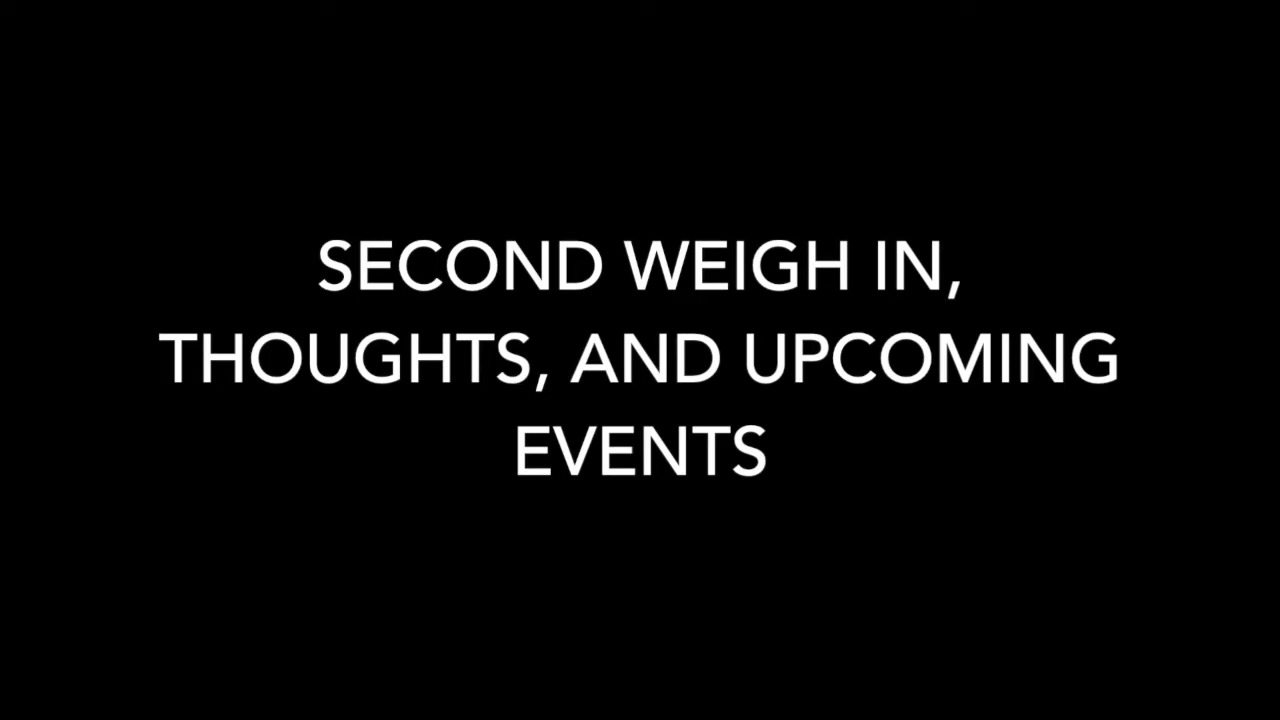 SECOND WEIGH IN,
THOUGHTS, AND UPCOMING
EVENTS